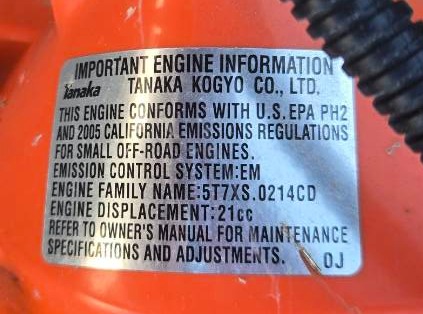 IMPORTANT ENGINE INFORMATION
Tanaka TANAKA KOGYO CO., LTD.
THIS ENGINE CONFORMS WITH U.S. EPA PH2
AND 2005 CALIFORNIA EMISSIONS REGULATIONS
FOR SMALL OFF-ROAD ENGINES.
EMISSION CONTROL SYSTEM:EM
ENGINE FAMILY NAME:5T7XS.0214CD
ENGINE DISPLACEMENT:21cc
REFER TO OWNER'S MANUAL FOR MAINTENANCE
SPECIFICATIONS AND ADJUSTMENTS. OJ